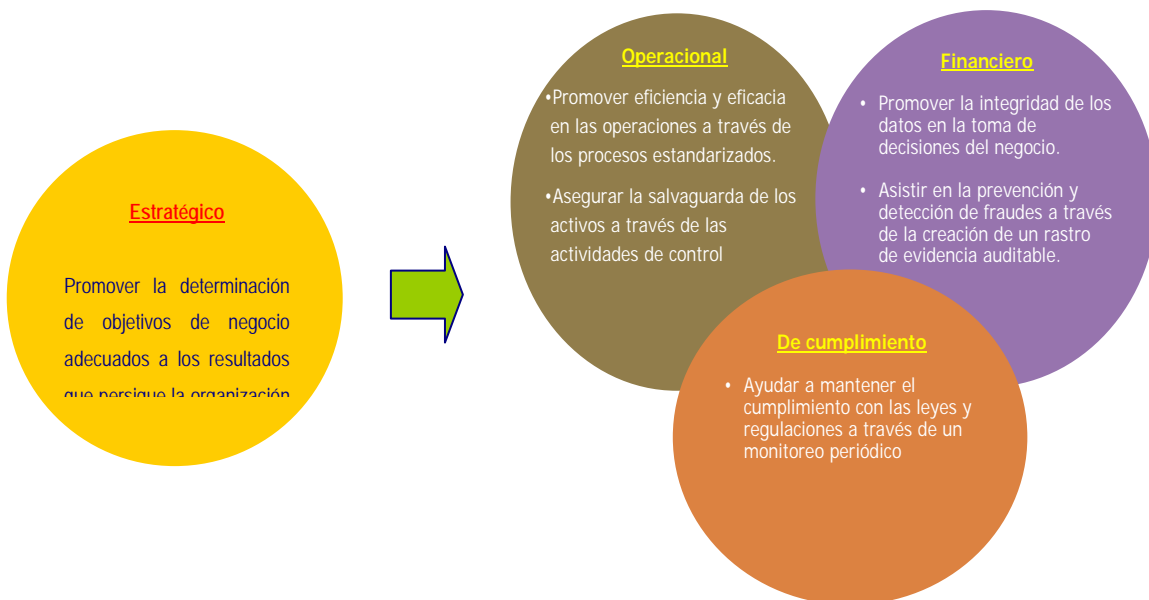 Estratégico
Promover la determinación
de objetivos de negocio
adecuados a los resultados
que persigue la organización
Operacional
•Promover eficiencia y eficacia
en las operaciones a través de
los procesos estandarizados.
•Asegurar la salvaguarda de los
activos a través de las
actividades de control
Financiero
• Promover la integridad de los
datos en la toma de
decisiones del negocio.
• Asistir en la prevención y
detección de fraudes a través
de la creación de un rastro
de evidencia auditable.
De cumplimiento
• Ayudar a mantener el
cumplimiento con las leyes y
regulaciones a través de un
monitoreo periódico